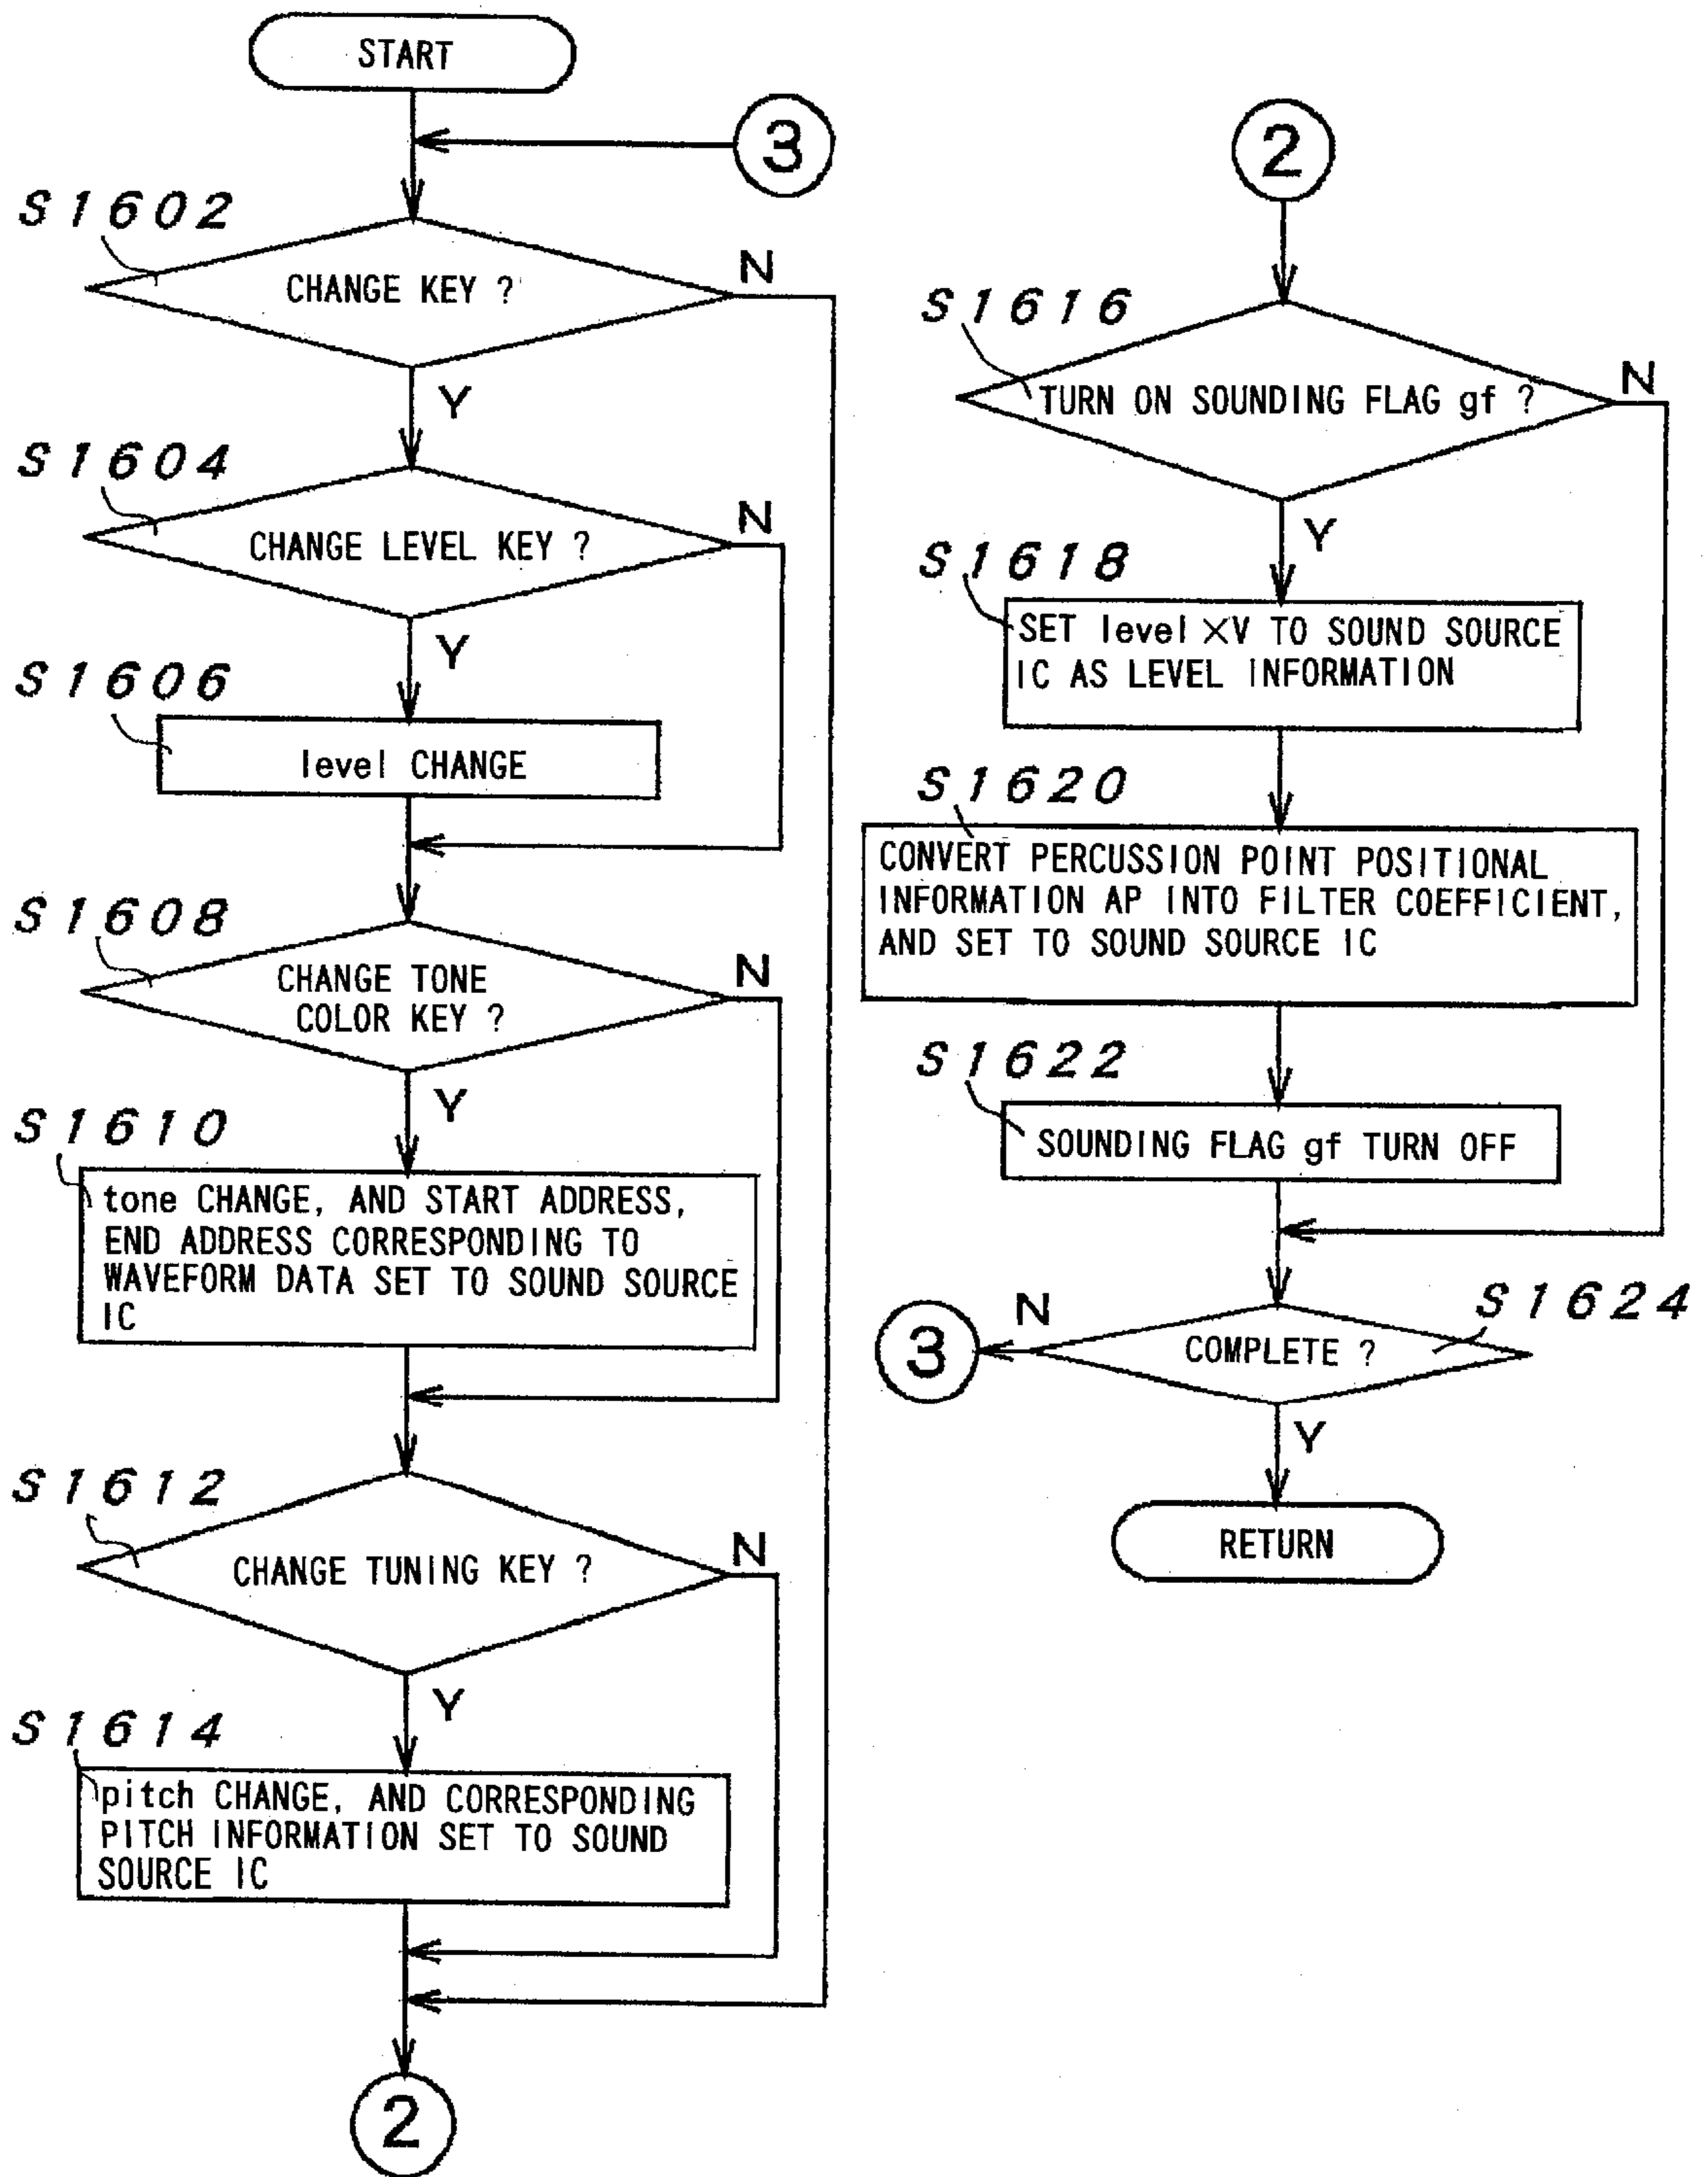 START
3
S1602
CHANGE KEY ?
N
Y
S1604
CHANGE LEVEL KEY ?
N
Y
S1606
level CHANGE
S1608
CHANGE TONE
COLOR KEY ?
N
Y
S1610
tone CHANGE, AND START ADDRESS,
END ADDRESS CORRESPONDING TO
WAVEFORM DATA SET TO SOUND SOURCE
IC
S1612
CHANGE TUNING KEY ?
N
Y
S1614
pitch CHANGE, AND CORRESPONDING
PITCH INFORMATION SET TO SOUND
SOURCE IC
2
2
S1616
TURN ON SOUNDING FLAG gf ?
N
Y
S1618
SET level ×V TO SOUND SOURCE
IC AS LEVEL INFORMATION
S1620
CONVERT PERCUSSION POINT POSITIONAL
INFORMATION AP INTO FILTER COEFFICIENT,
AND SET TO SOUND SOURCE IC
S1622
SOUNDING FLAG gf TURN OFF
S1624
COMPLETE ?
N
3
Y
RETURN